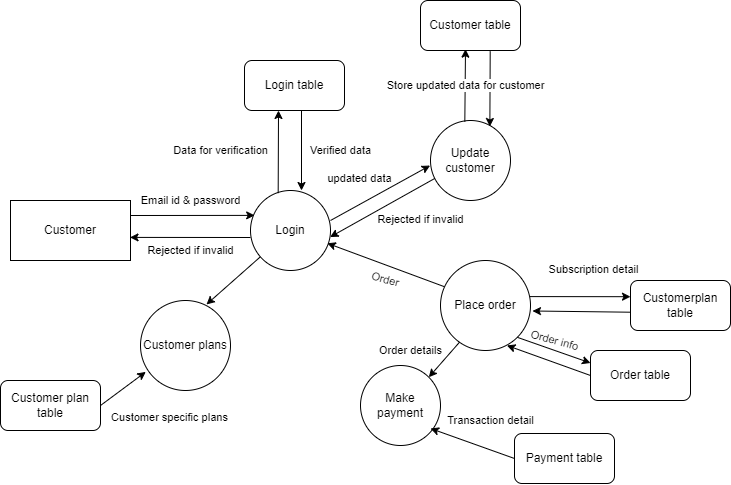 Customer table
Store updated data for customer
Login table
Data for verification
Verified data
Update
customer
updated data
Email id & password
Rejected if invalid
Customer
Login
Rejected if invalid
Order
Subscription detail
Place order
Customerplan
table
Order info
Customer plans
Order details
Order table
Customer plan
table
Customer specific plans
Make
payment
Transaction detail
Payment table